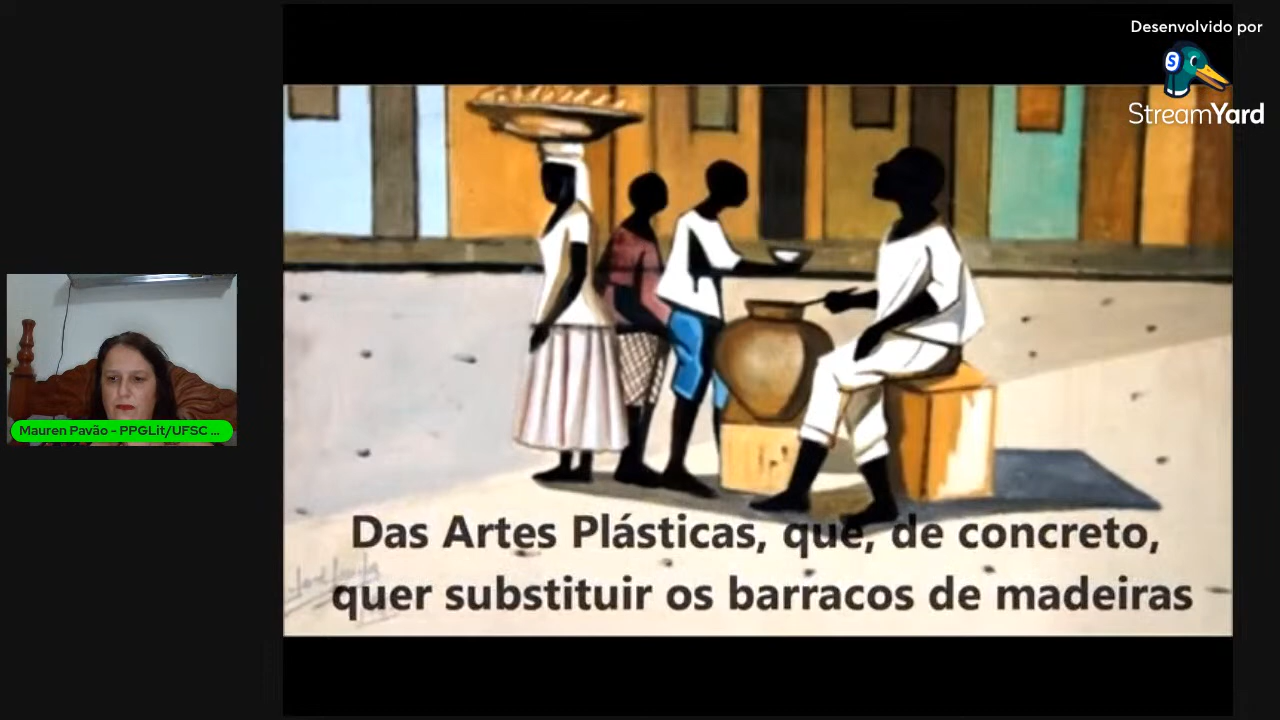 Desenvolvido por
StreamYard
Mauren Pavão - PPGLit/UFSC ...
Das Artes Plásticas, que, de concreto,
quer substituir os barracos de madeiras